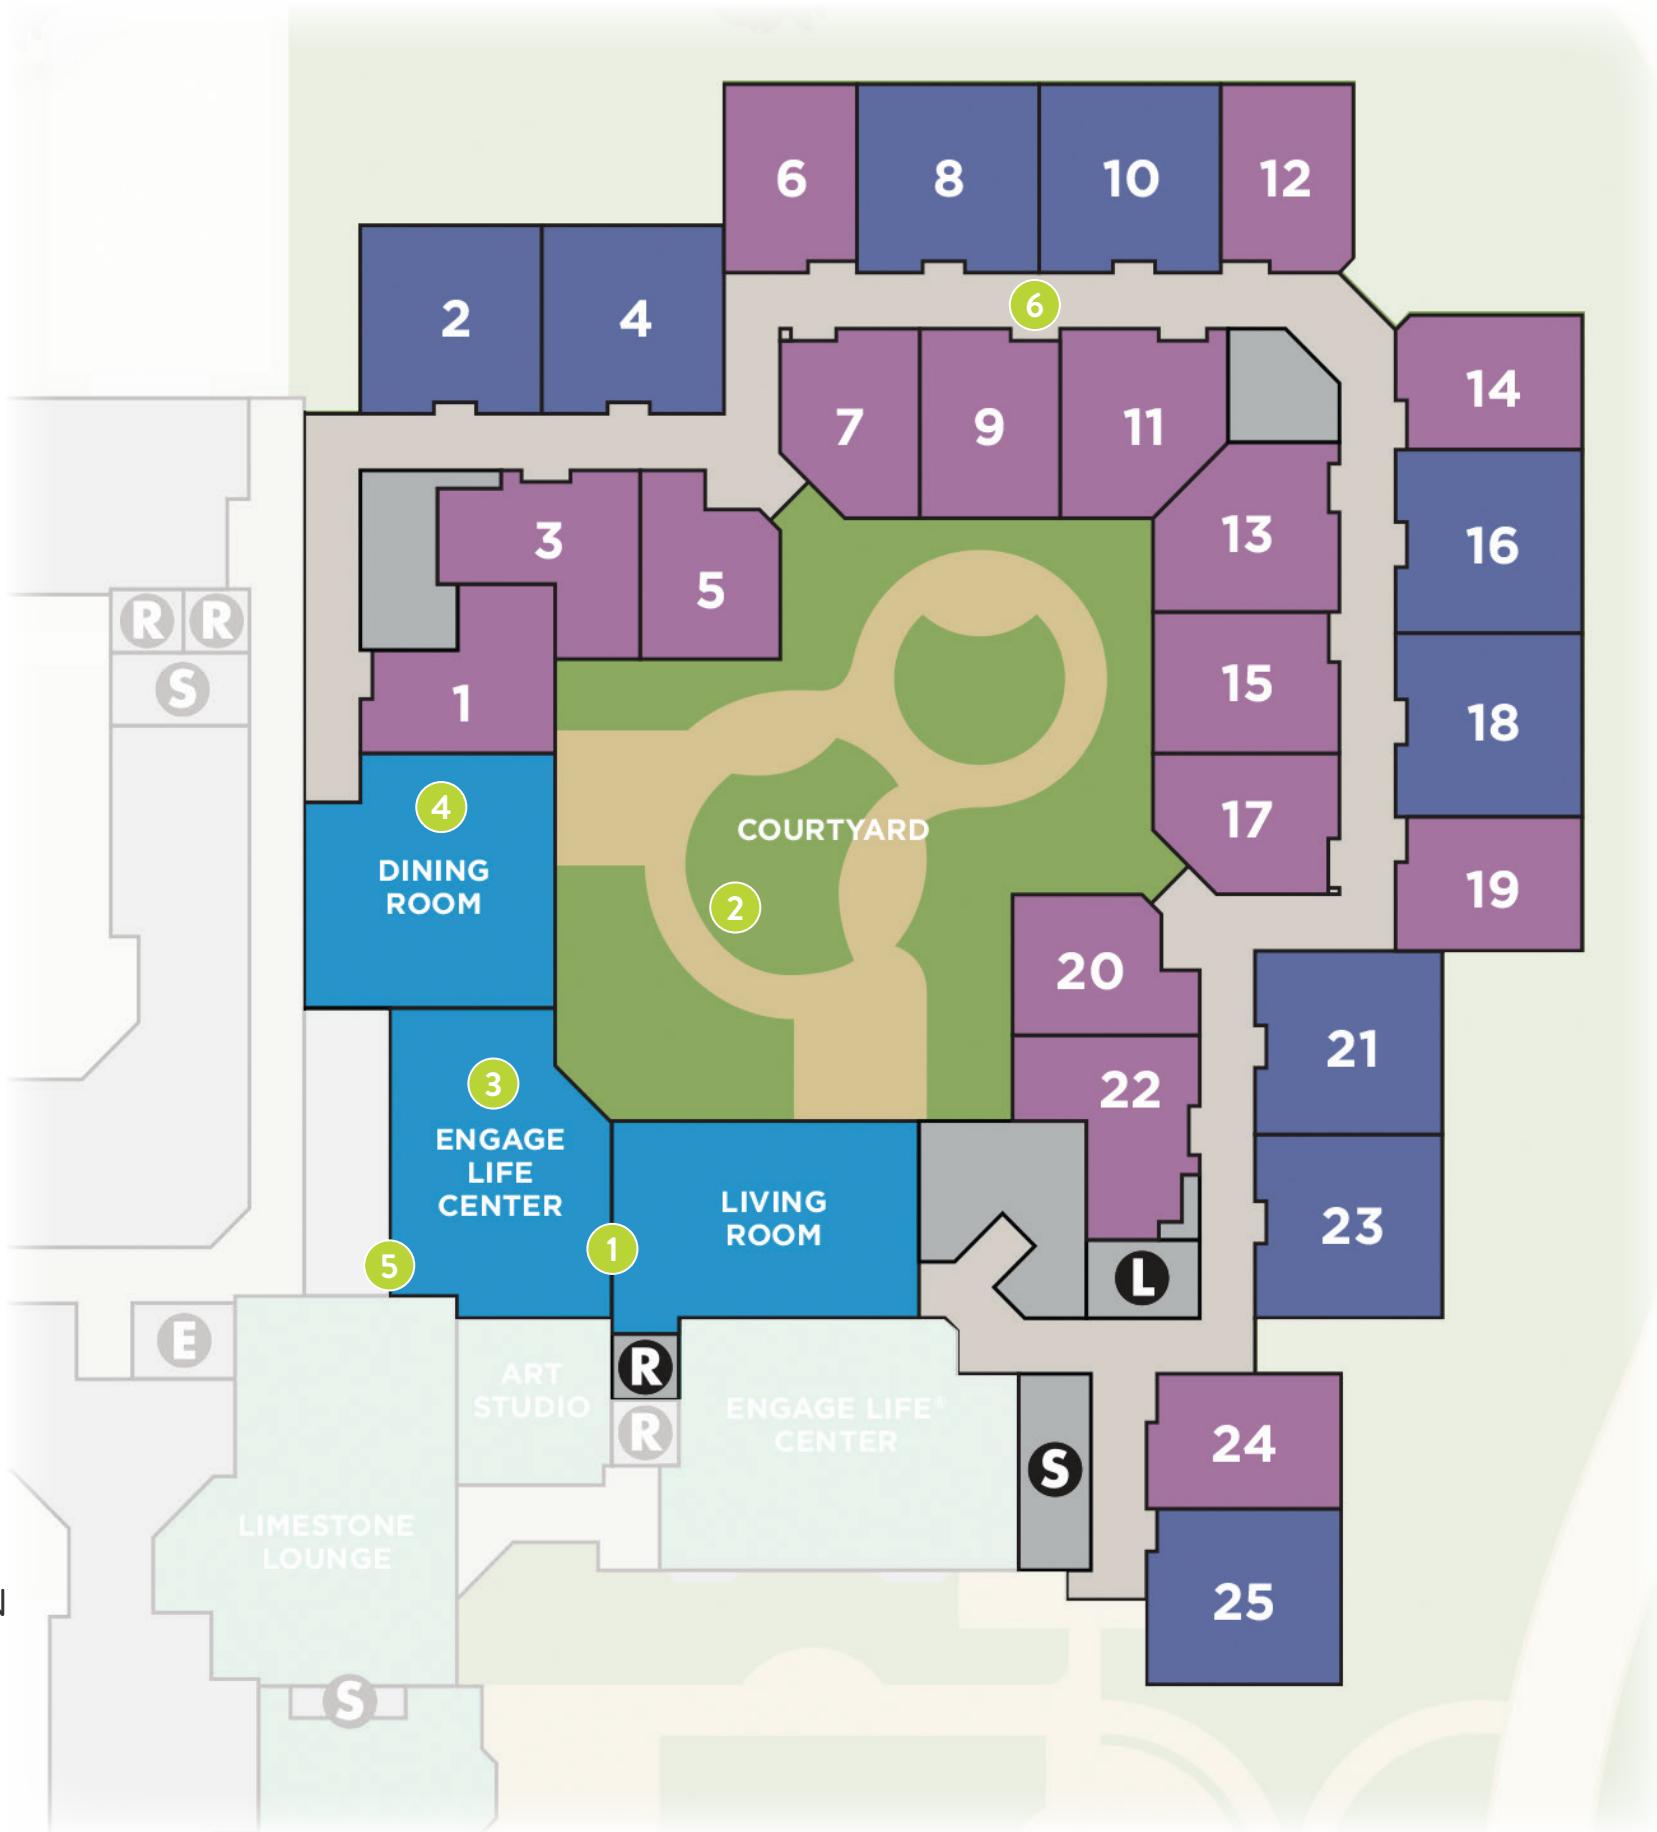 6
8
10
12
2
4
6
14
7
9
11
3
5
13
16
R
R
S
1
15
18
4
COURTYARD
17
DINING
ROOM
2
19
20
21
3
22
ENGAGE
LIFE
CENTER
LIVING
ROOM
1
5
23
L
E
R
ART
STUDIO
R
ENGAGE LIFE®
CENTER
24
S
LIMESTONE
LOUNGE
25
N
S